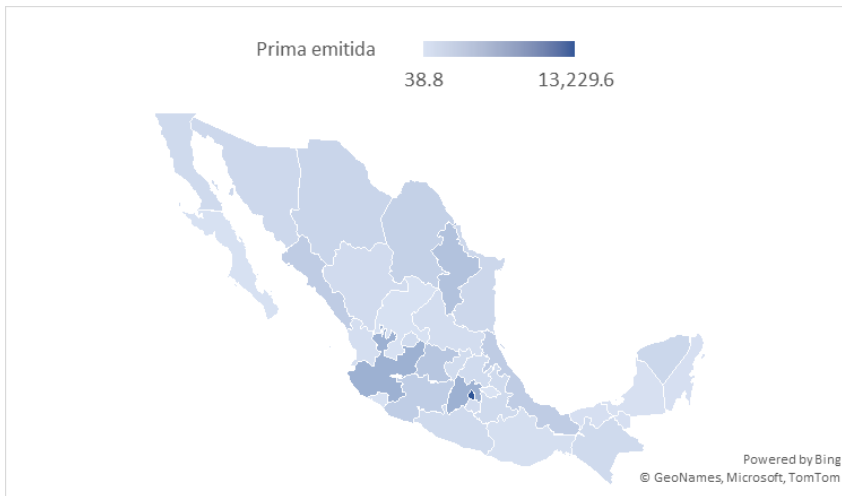 Prima emitida
38.8 13,229.6
Powered by Bing
© GeoNames, Microsoft, TomTom